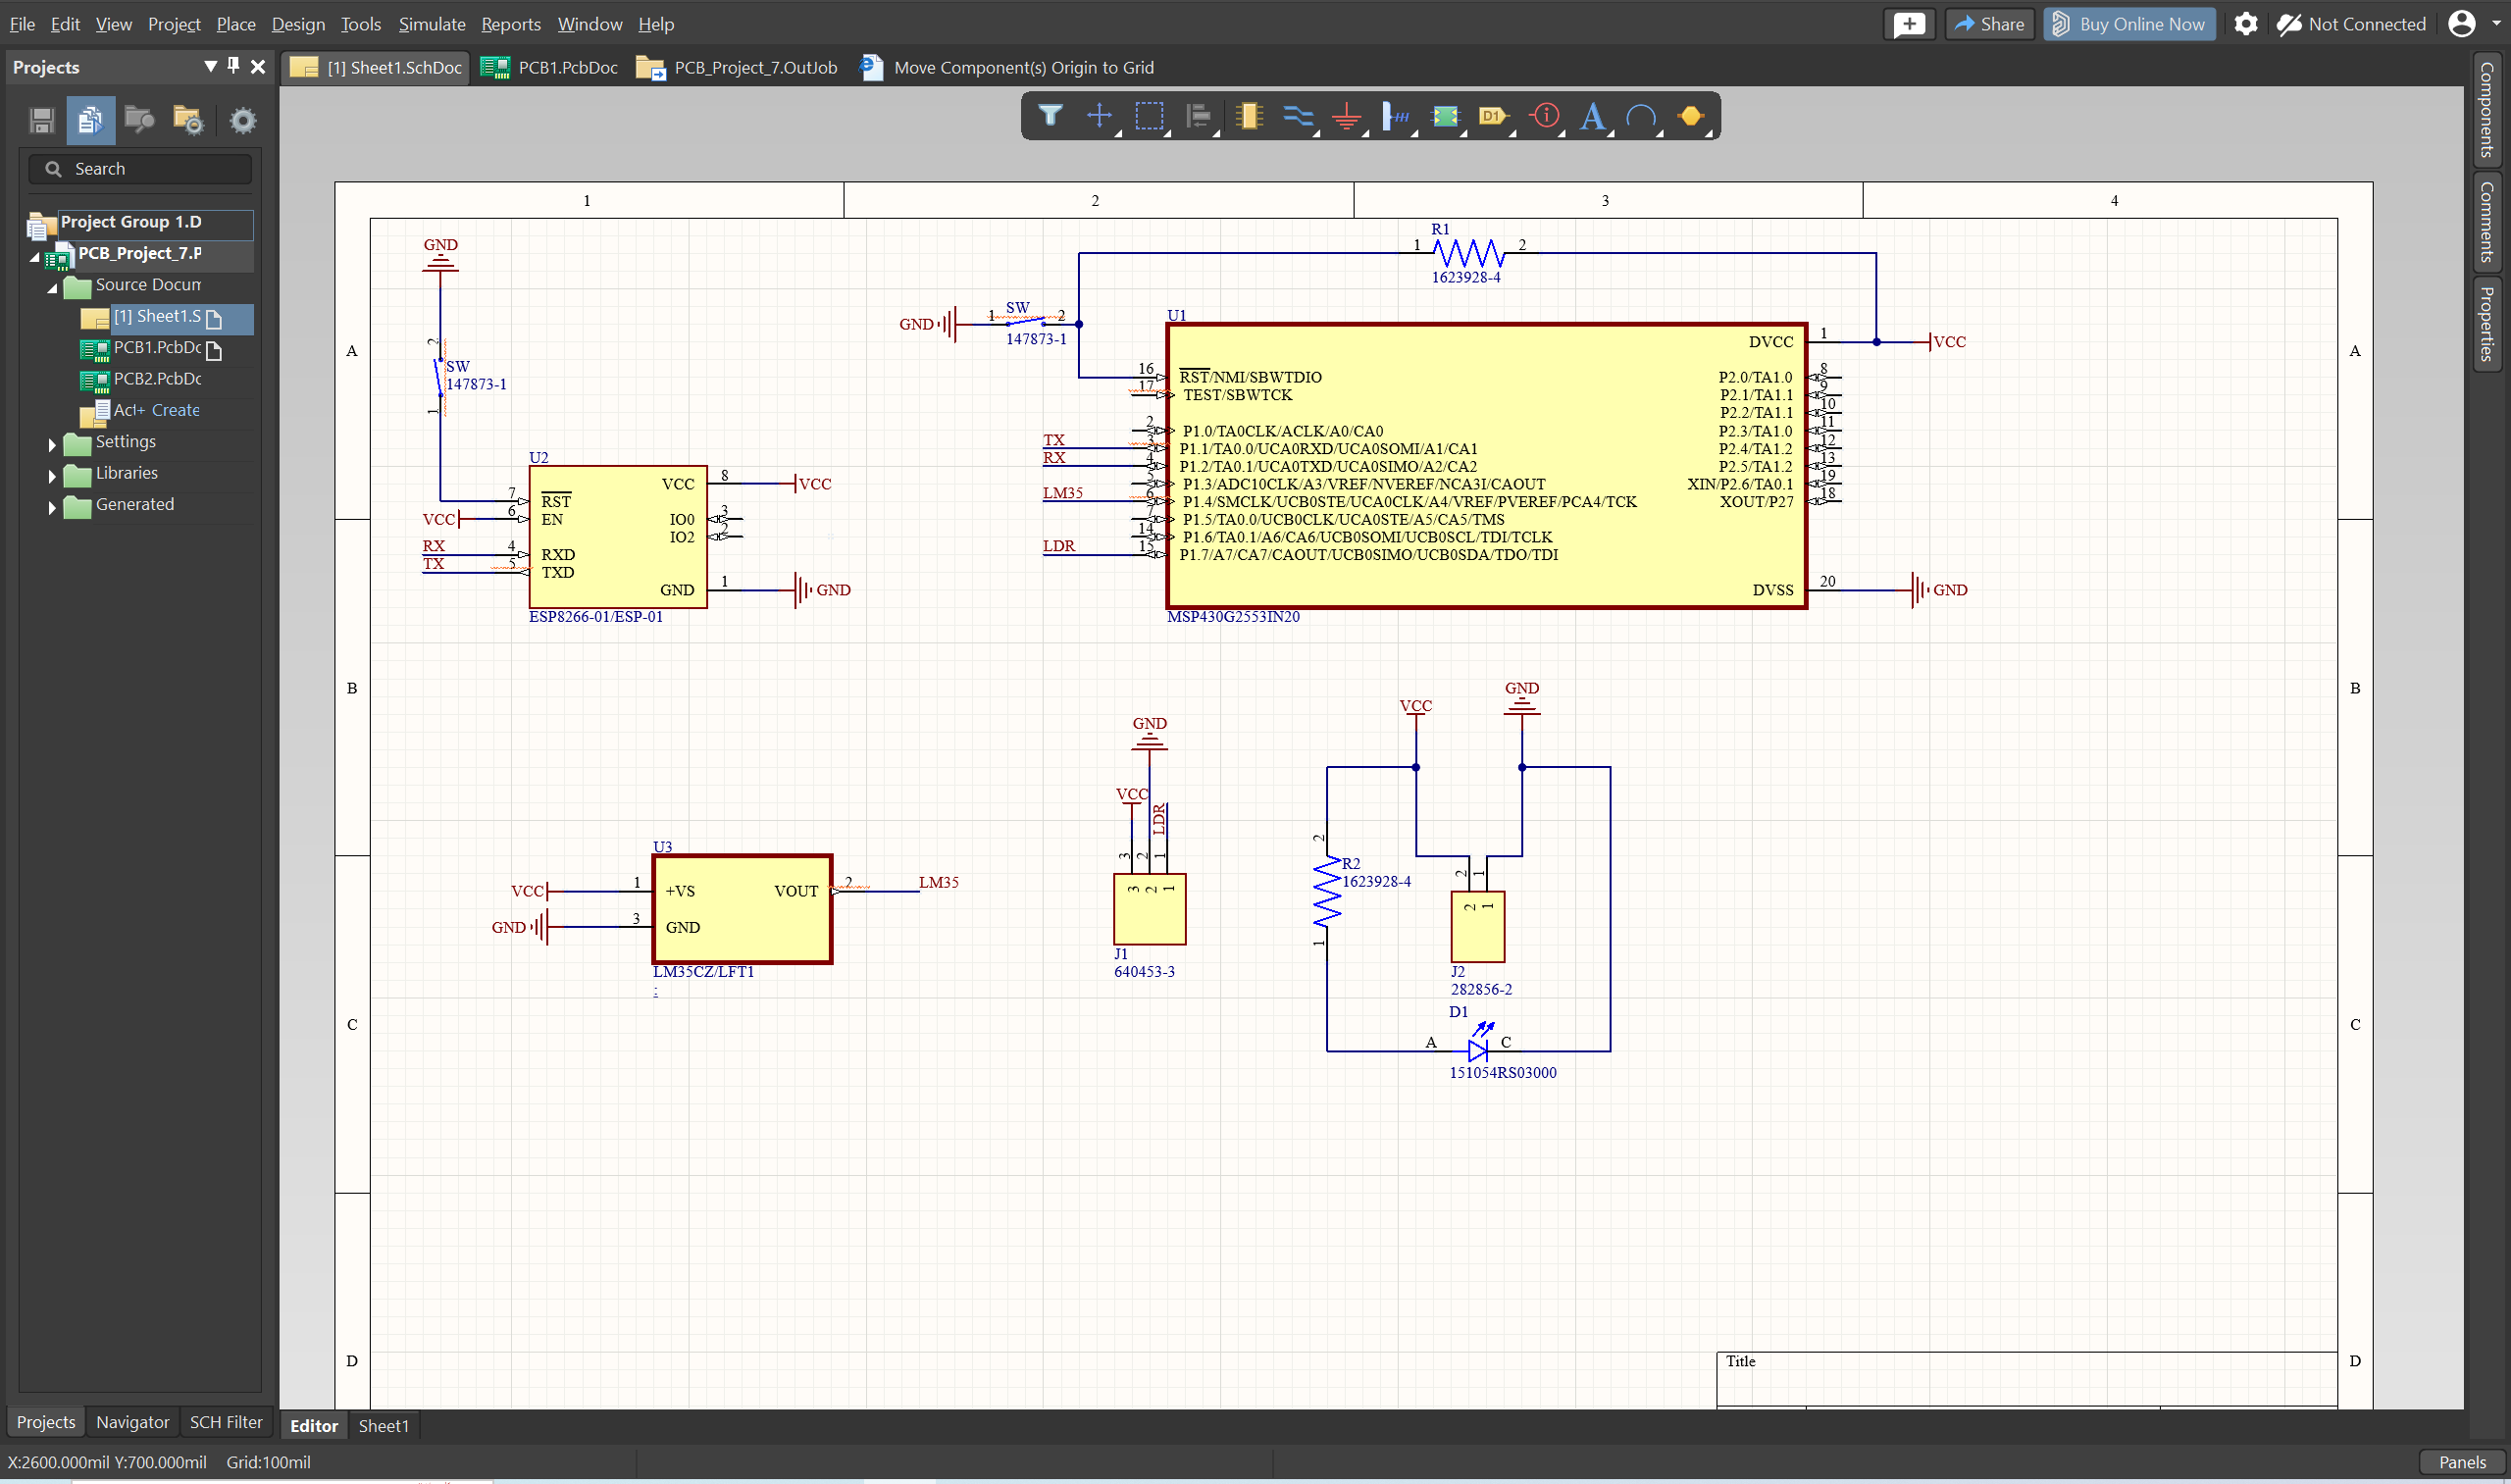 File Edit View Project Place Design Tools Simulate Reports Window Help
Share Buy Online Now Not Connected
Projects
[1] Sheet1.SchDoc PCB1.PcbDoc PCB_Project_7.OutJob Move Component(s) Origin to Grid
Search
Project Group 1.D
PCB_Project_7.P
Source Docum
[1] Sheet1.S
PCB1.PcbDc
PCB2.PcbDc
Act+ Create
Settings
Libraries
Generated
Components
Comments
Properties
D1
1 2 3 4
A
B
C
D
A
B
C
D
GND
2
SW
147873-1
1
U2
7 RST
VCC 6 EN
RX 4 RXD
TX 5 TXD
VCC 8 VCC
IO0 3
IO2 2
GND 1 GND
ESP8266-01/ESP-01
R1
1 2
1623928-4
GND 1 SW 2
147873-1
U1
16 RST/NMI/SBWTDIO
17 TEST/SBWTCK
2 P1.0/TA0CLK/ACLK/A0/CA0
TX 3 P1.1/TA0.0/UCA0RXD/UCA0SOMI/A1/CA1
RX 4 P1.2/TA0.1/UCA0TXD/UCA0SIMO/A2/CA2
5 P1.3/ADC10CLK/A3/VREF/NVEREF/NCA3I/CAOUT
LM35 6 P1.4/SMCLK/UCB0STE/UCA0CLK/A4/VREF/PVEREF/PCA4/TCK
7 P1.5/TA0.0/UCB0CLK/UCA0STE/A5/CA5/TMS
14 P1.6/TA0.1/A6/CA6/UCB0SOMI/UCB0SCL/TDI/TCLK
LDR 15 P1.7/A7/CA7/CAOUT/UCB0SIMO/UCB0SDA/TDO/TDI
DVCC 1 VCC
P2.0/TA1.0 8
P2.1/TA1.1 9
P2.2/TA1.1 10
P2.3/TA1.0 11
P2.4/TA1.2 12
P2.5/TA1.2 13
XIN/P2.6/TA0.1 19
XOUT/P27 18
DVSS 20 GND
MSP430G2553IN20
U3
VCC 1 +VS VOUT 2 LM35
GND 3 GND
LM35CZ/LFT1
:
GND
VCC
LDR
3 2 1
3 2 1
J1
640453-3
VCC GND
2
R2
1623928-4
1
2 1
2 1
J2
282856-2
D1
A C
151054RS03000
Title
Projects Navigator SCH Filter Editor Sheet1
X:2600.000mil Y:700.000mil Grid:100mil
Panels